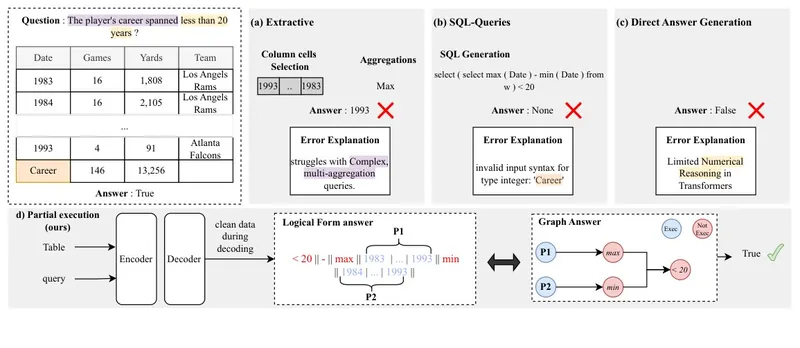 Question : The player's career spanned less than 20
years ?
Date Games Yards Team
1983 16 1,808 Los Angels
Rams
1984 16 2,105 Los Angels
Rams
...
1993 4 91 Atlanta
Falcons
Career 146 13,256
Answer : True
(a) Extractive
Column cells
Selection
Aggregations
1993 .. 1983
Max
Answer : 1993
Error Explanation
struggles with Complex,
multi-aggregation
queries.
(b) SQL-Queries
SQL Generation
select ( select max ( Date ) - min ( Date ) from
w ) < 20
Answer : None
Error Explanation
invalid input syntax for
type integer: 'Career'
(c) Direct Answer Generation
Answer : False
Error Explanation
Limited Numerical
Reasoning in
Transformers
d) Partial execution
(ours)
Table
query
Encoder
Decoder
clean data
during
decoding
Logical Form answer
P1
< 20 || - || max || 1983 | ... | 1993 || min
|| 1984 | ... | 1993 ||
P2
Graph Answer
Exec
Not
Exec
P1
max
P2
min
< 20
True